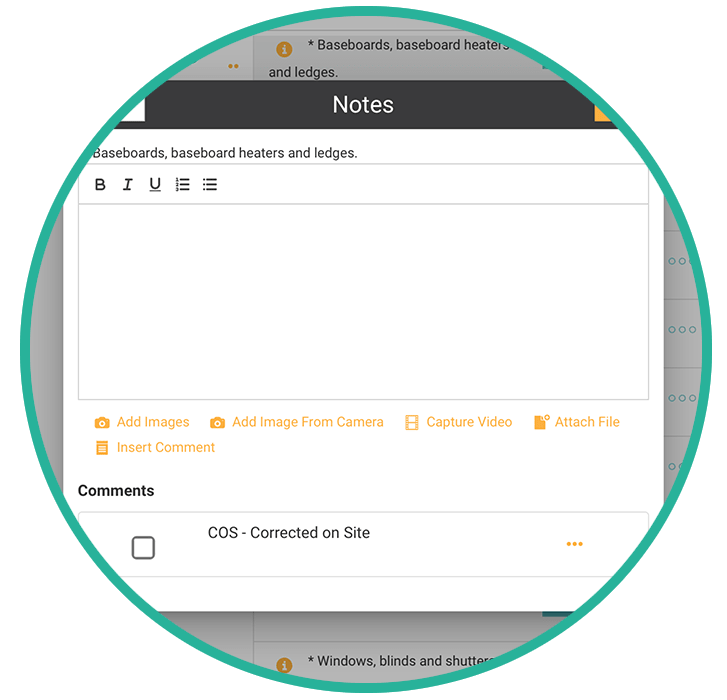 * Baseboards, baseboard heaters
and ledges.
Notes
Baseboards, baseboard heaters and ledges.
B I U
Add Images Add Image From Camera Capture Video Attach File
Insert Comment
Comments
COS - Corrected on Site
* Windows, blinds and shutters